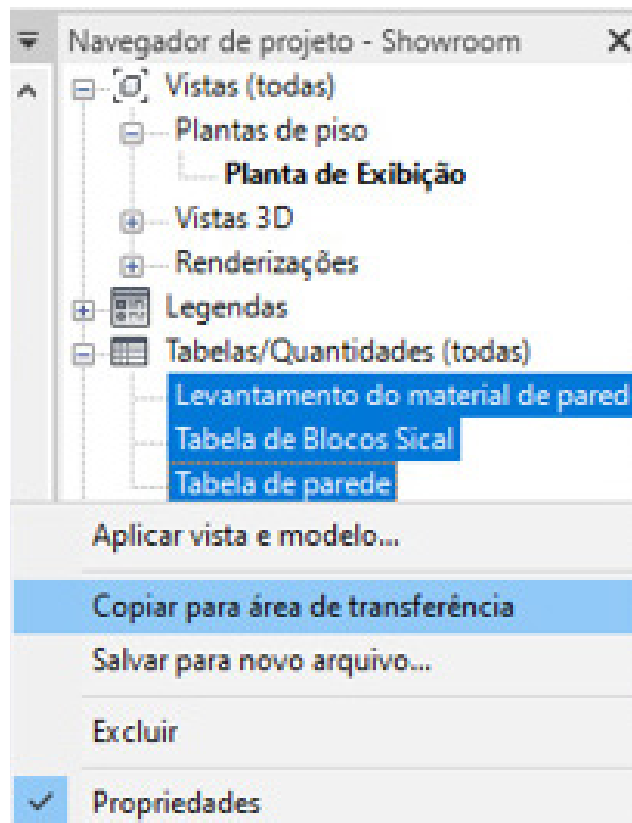 Navegador de projeto - Showroom
Vistas (todas)
Plantas de piso
Planta de Exibição
Vistas 3D
Renderizações
Legendas
Tabelas/Quantidades (todas)
Levantamento do material de pared
Tabela de Blocos Sical
Tabela de parede
Aplicar vista e modelo...
Copiar para área de transferência
Salvar para novo arquivo...
Excluir
Propriedades